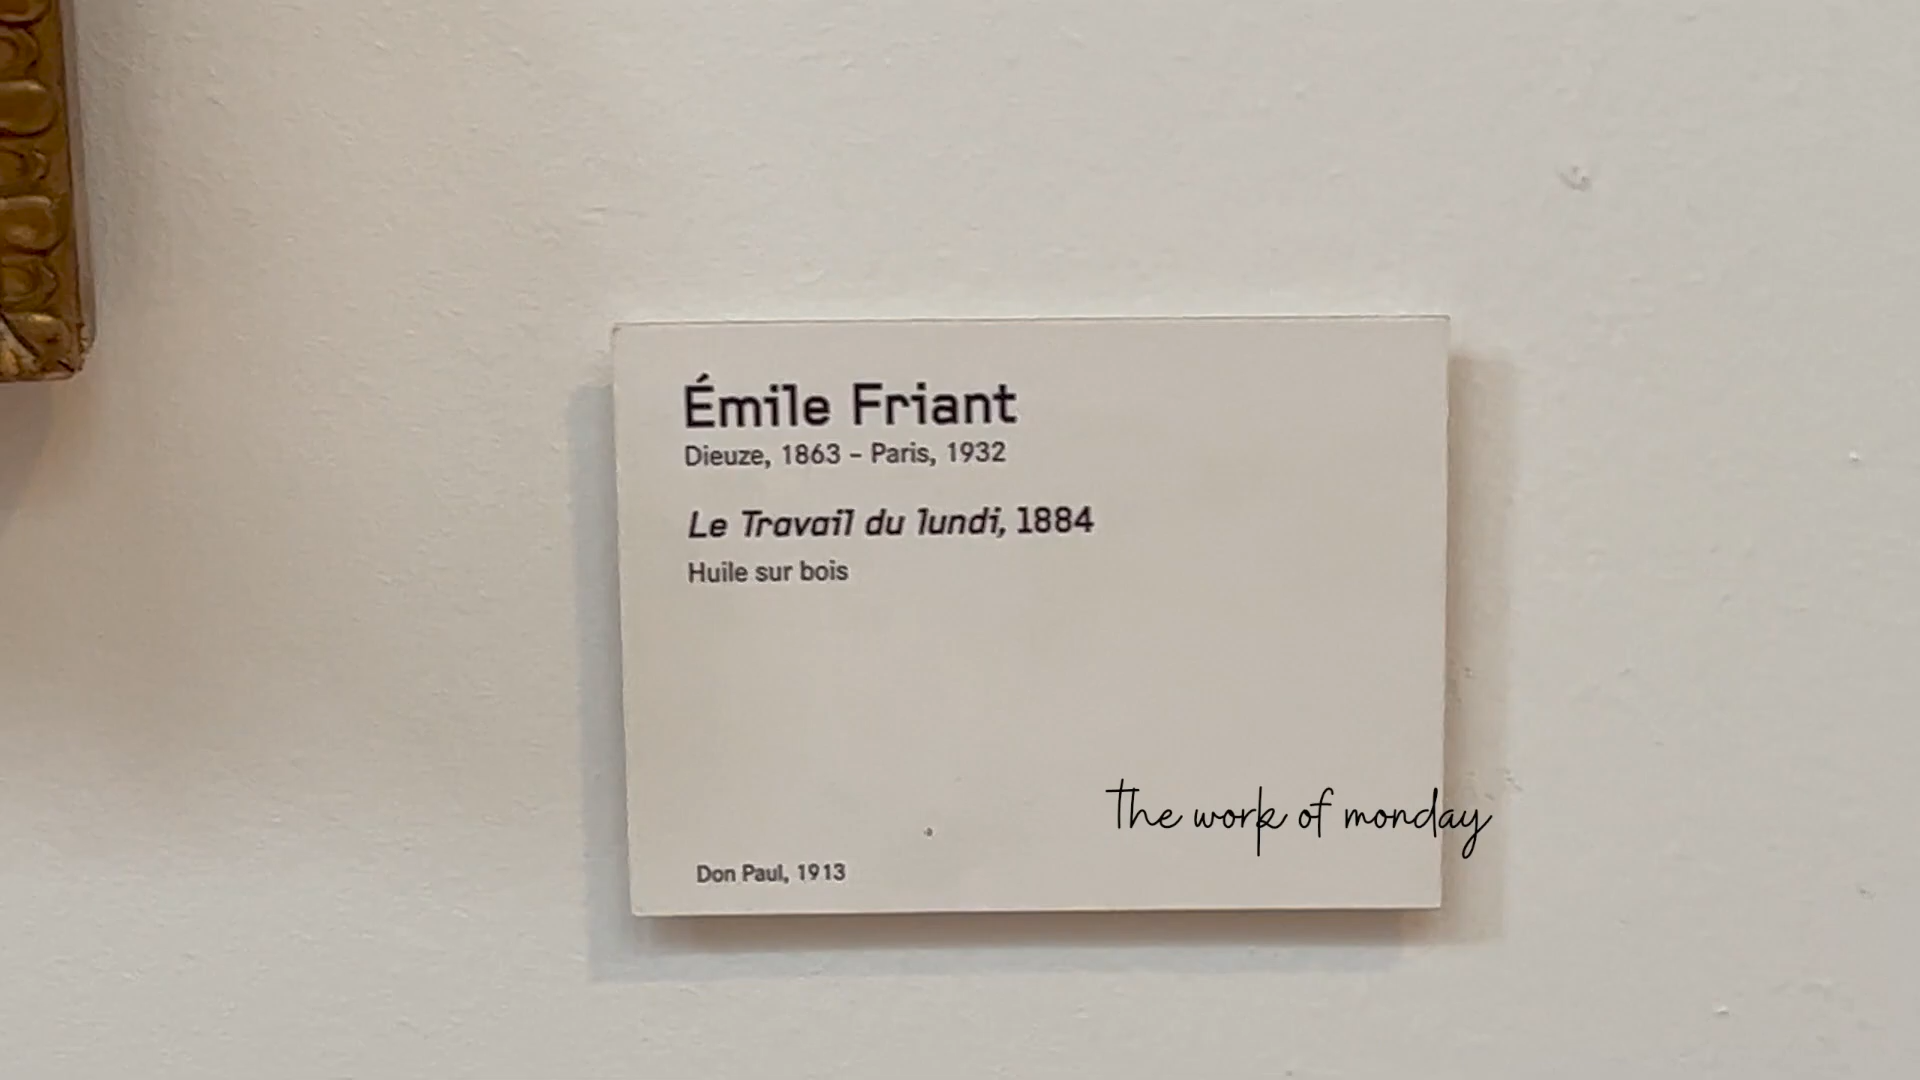 Émile Friant
Dieuze, 1863 – Paris, 1932
Le Travail du lundi, 1884
Huile sur bois
the work of monday
Don Paul, 1913